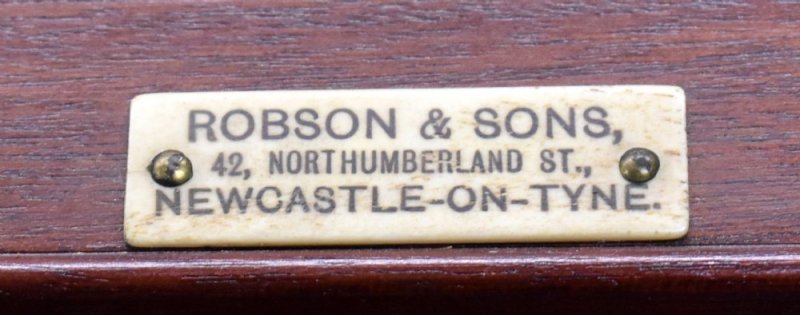 ROBSON & SONS,
42, NORTHUMBERLAND ST.,
NEWCASTLE-ON-TYNE.